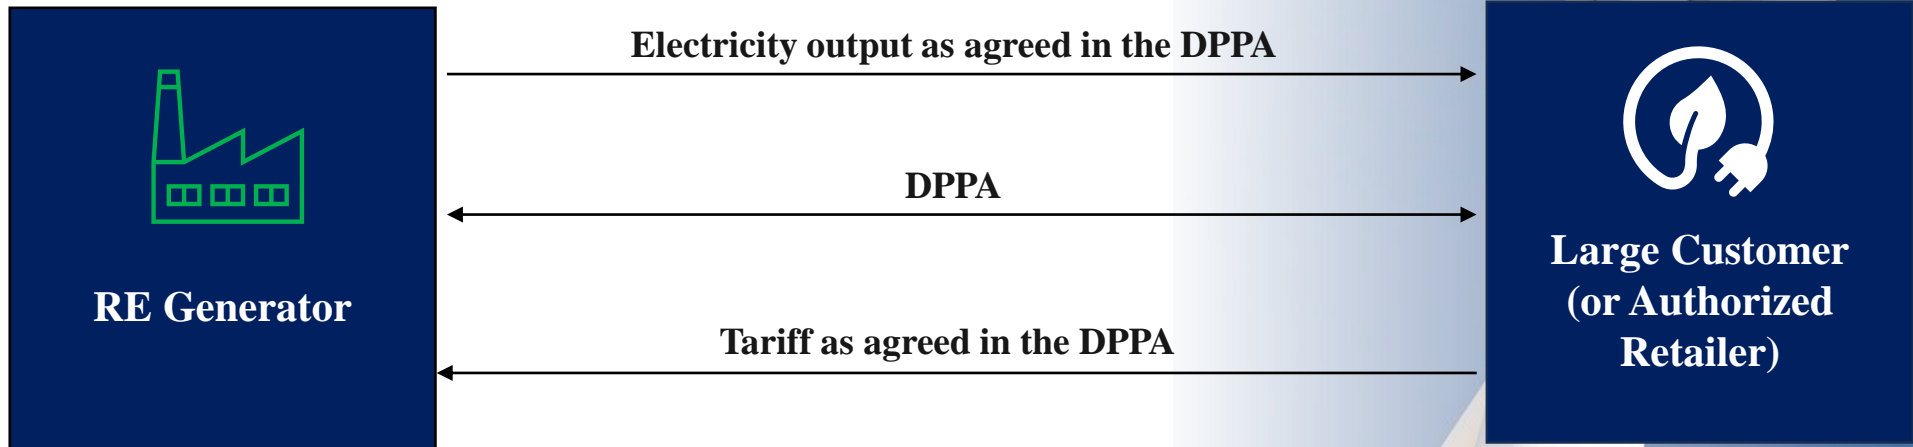 Electricity output as agreed in the DPPA
DPPA
RE Generator
Tariff as agreed in the DPPA
Large Customer
(or Authorized
Retailer)